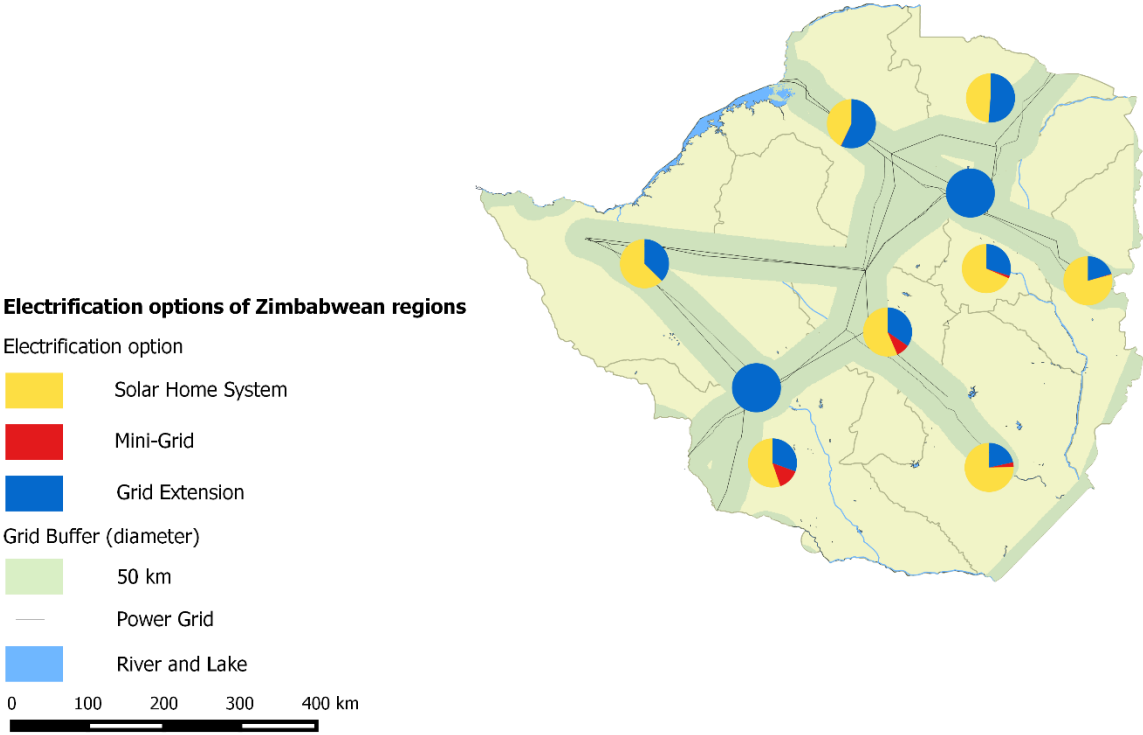 Electrification options of Zimbabwean regions
Electrification option
Solar Home System
Mini-Grid
Grid Extension
Grid Buffer (diameter)
50 km
Power Grid
River and Lake
0 100 200 300 400 km